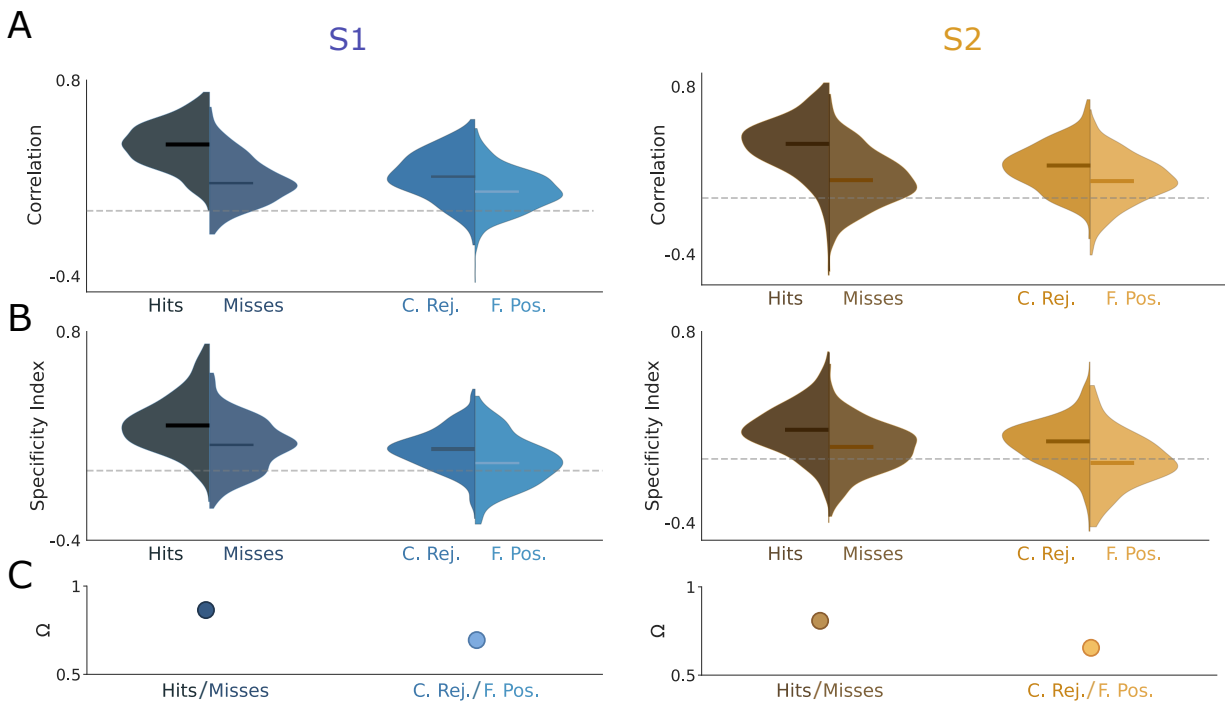 A
S1
S2
0.8
Correlation
-0.4
Hits Misses C. Rej. F. Pos.
0.8
Correlation
-0.4
Hits Misses C. Rej. F. Pos.
B
0.8
Specificity Index
-0.4
Hits Misses C. Rej. F. Pos.
0.8
Specificity Index
-0.4
Hits Misses C. Rej. F. Pos.
C
1
Ω
0.5
Hits/Misses C. Rej./F. Pos.
1
Ω
0.5
Hits/Misses C. Rej./F. Pos.